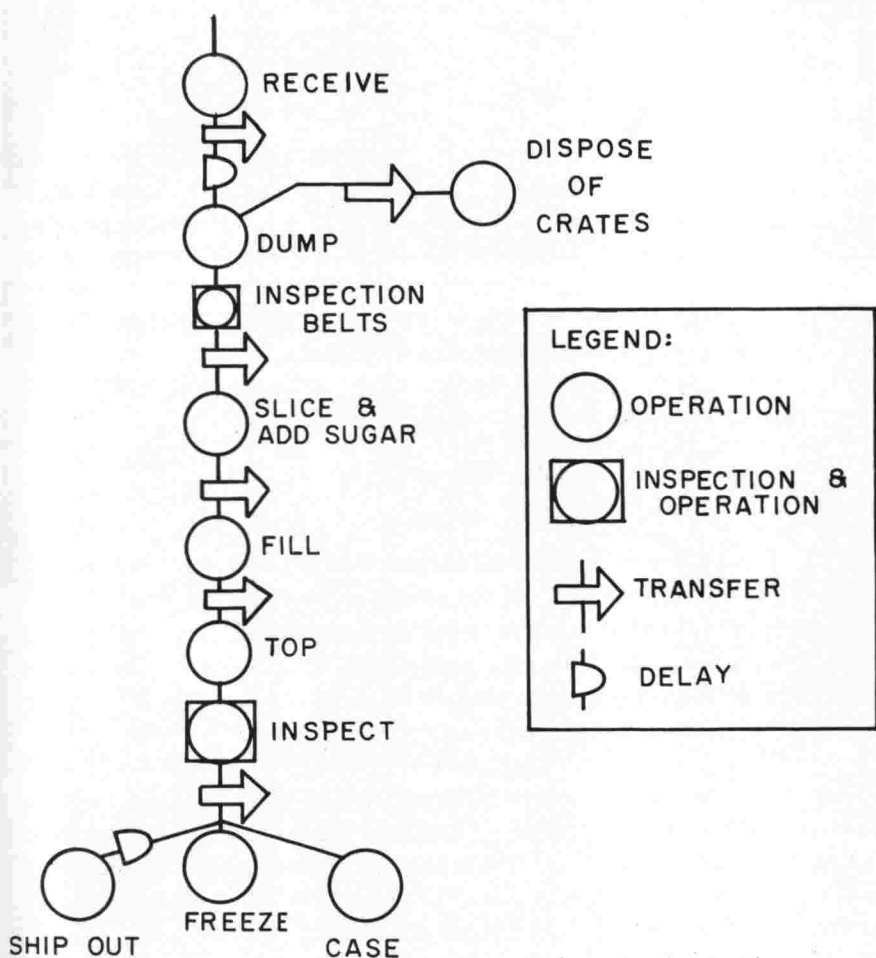 RECEIVE
DISPOSE
OF
CRATES
DUMP
INSPECTION
BELTS
SLICE &
ADD SUGAR
FILL
TOP
INSPECT
SHIP OUT
FREEZE
CASE
LEGEND:
OPERATION
INSPECTION &
OPERATION
TRANSFER
DELAY